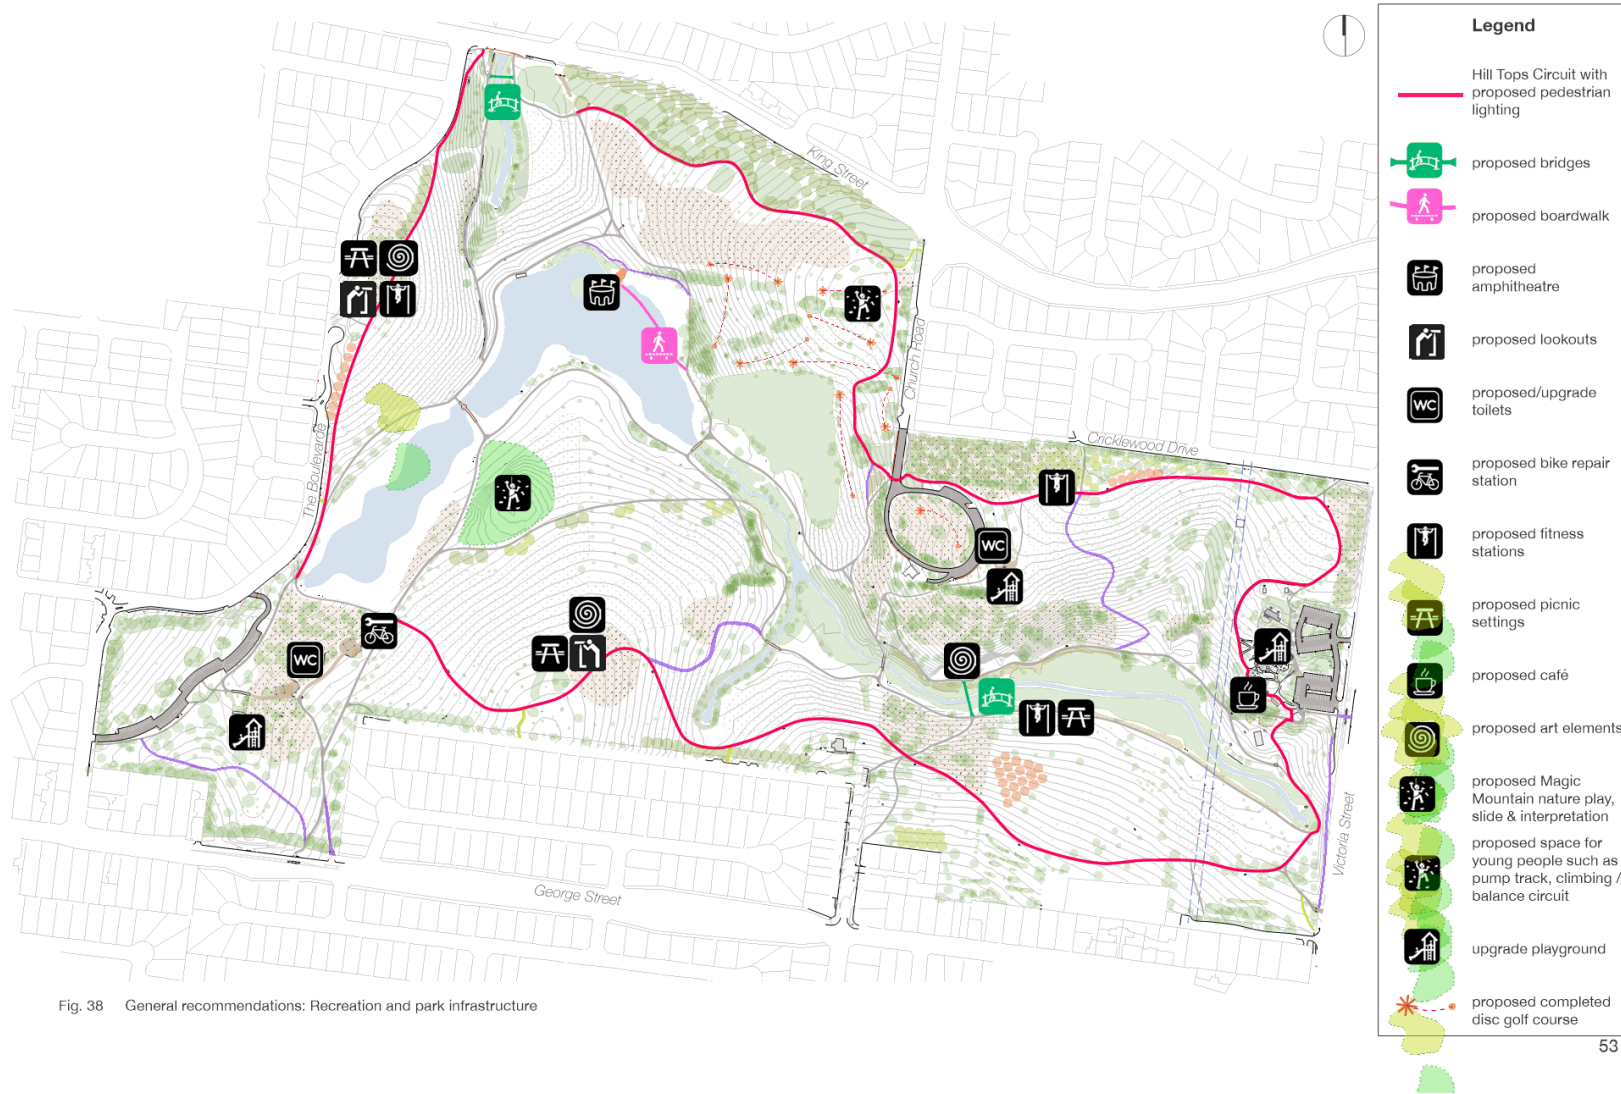 Legend
Hill Tops Circuit with
proposed pedestrian
lighting
proposed bridges
proposed boardwalk
proposed
amphitheatre
proposed lookouts
WC
proposed/upgrade
toilets
proposed bike repair
station
proposed fitness
stations
proposed picnic
settings
proposed café
proposed art elements
proposed Magic
Mountain nature play,
slide & interpretation
proposed space for
young people such as
pump track, climbing /
balance circuit
upgrade playground
proposed completed
disc golf course
King Street
Church Road
Cricklewood Drive
The Boulevarde
WC
WC
Victoria Street
George Street
Fig. 38 General recommendations: Recreation and park infrastructure
53